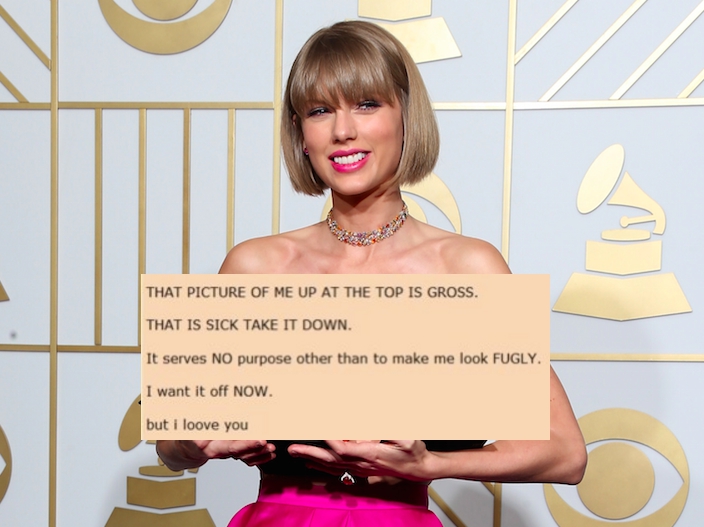 THAT PICTURE OF ME UP AT THE TOP IS GROSS.
THAT IS SICK TAKE IT DOWN.
It serves NO purpose other than to make me look FUGLY.
I want it off NOW.
but i loove you